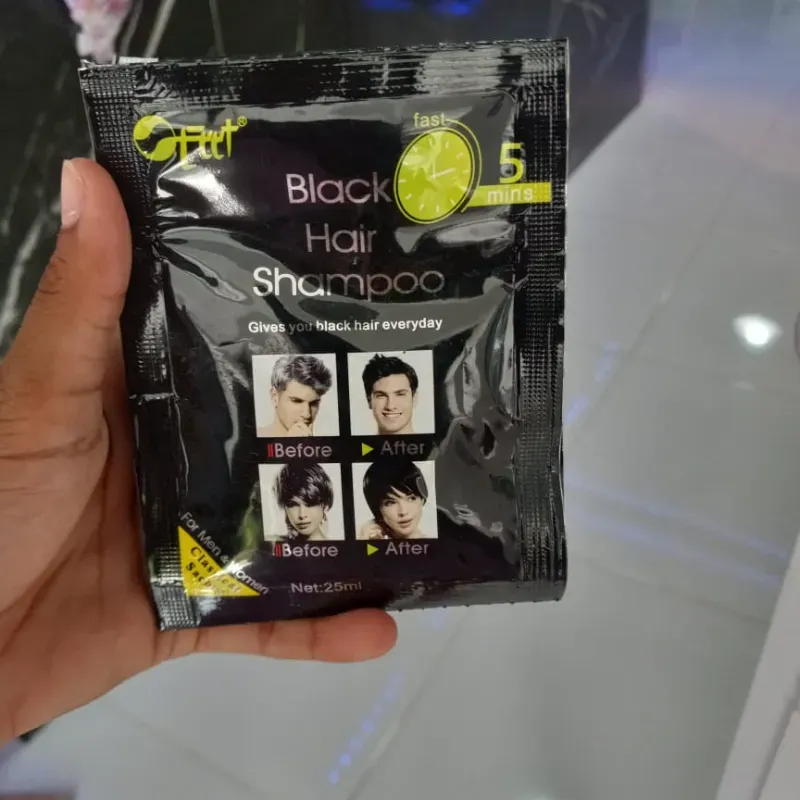 fast
5
mins
Black
Hair
Shampoo
Gives you black hair everyday
Before
After
Before
After
For Men & Women
Net:25ml